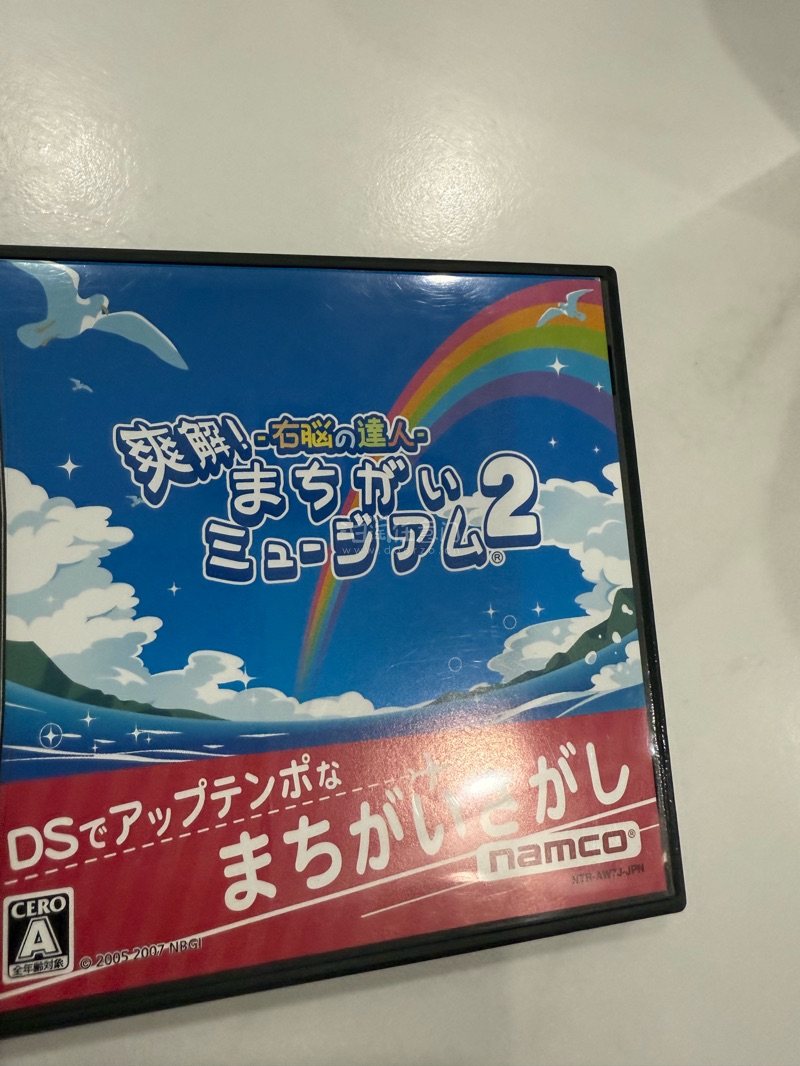 -右脳の達人-
爽解!
まちがい
ミュージアム2®
DSでアップテンポな
まちがいさがし
namco®
NTR-AW7J-JPN
CERO
A
全年齢対象
© 2005 2007 NBGI